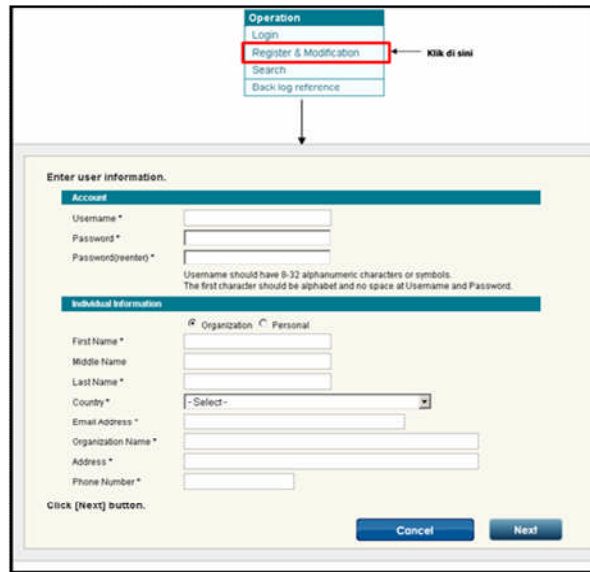 Operation
Login
Register & Modification
Klik di sini
Search
Back log reference
Enter user information.
Account
Username *
Password *
Password(reenter) *
Username should have 8-32 alphanumeric characters or symbols.
The first character should be alphabet and no space at Username and Password.
Individual Information
Organization Personal
First Name *
Middle Name
Last Name *
Country *
-Select-
Email Address *
Organization Name *
Address *
Phone Number *
Click [Next] button.
Cancel Next